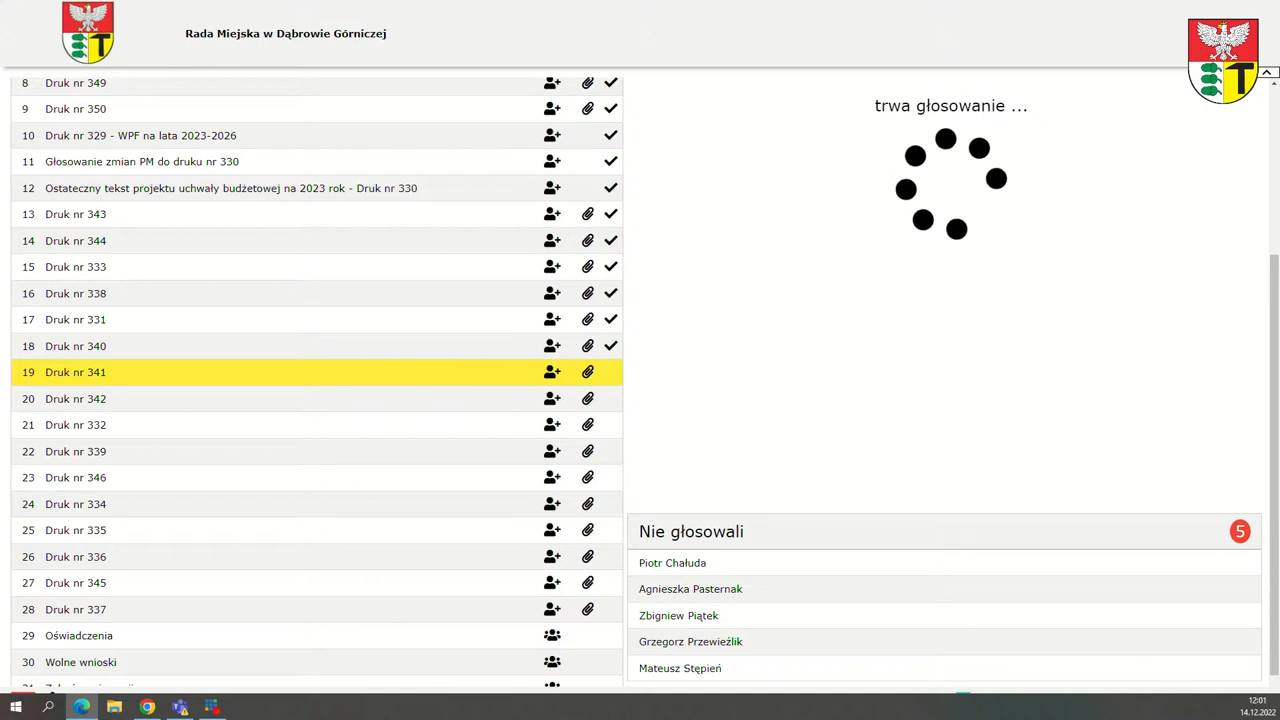 Rada Miejska w Dąbrowie Górniczej
8 Druk nr 349
9 Druk nr 350
10 Druk nr 329 - WPF na lata 2023-2026
11 Głosowanie zmian PM do druku nr 330
12 Ostateczny tekst projektu uchwały budżetowej na 2023 rok - Druk nr 330
13 Druk nr 343
14 Druk nr 344
15 Druk nr 333
16 Druk nr 338
17 Druk nr 331
18 Druk nr 340
19 Druk nr 341
20 Druk nr 342
21 Druk nr 332
22 Druk nr 339
23 Druk nr 346
24 Druk nr 334
25 Druk nr 335
26 Druk nr 336
27 Druk nr 345
28 Druk nr 337
29 Oświadczenia
30 Wolne wnioski
trwa głosowanie ...
Nie głosowali 5
Piotr Chałuda
Agnieszka Pasternak
Zbigniew Piątek
Grzegorz Przewieźlik
Mateusz Stępień
12:01
14.12.2022